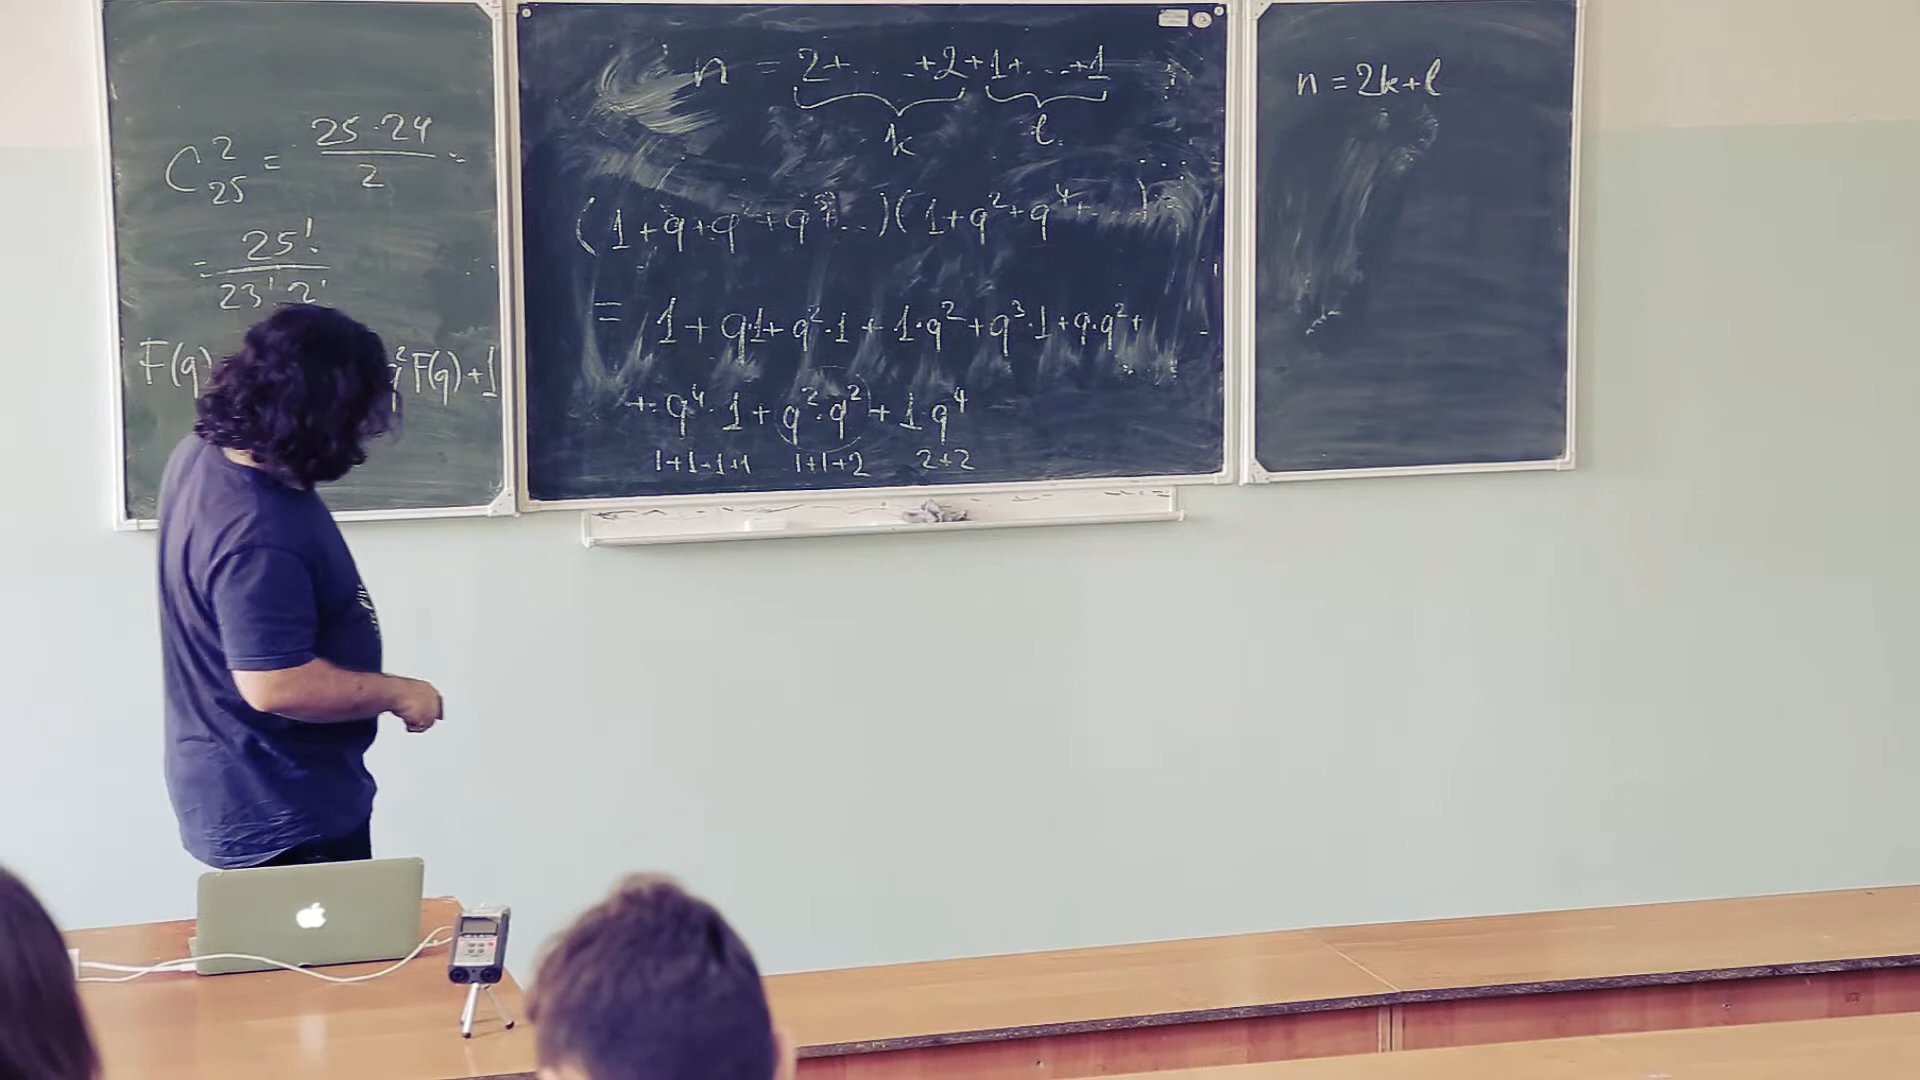 C²₂₅ = 25·24 / 2 =
= 25! / 23! 2!
F(q) q²F(q)+1
n = 2+...+2+1+...+1
k l
(1+q+q²+q³+...)(1+q²+q⁴+...)=
= 1+q·1+q²·1+1·q²+q³·1+q·q²+
+q⁴·1+q²·q²+1·q⁴
1+1+1+1 1+1+2 2+2
n=2k+l